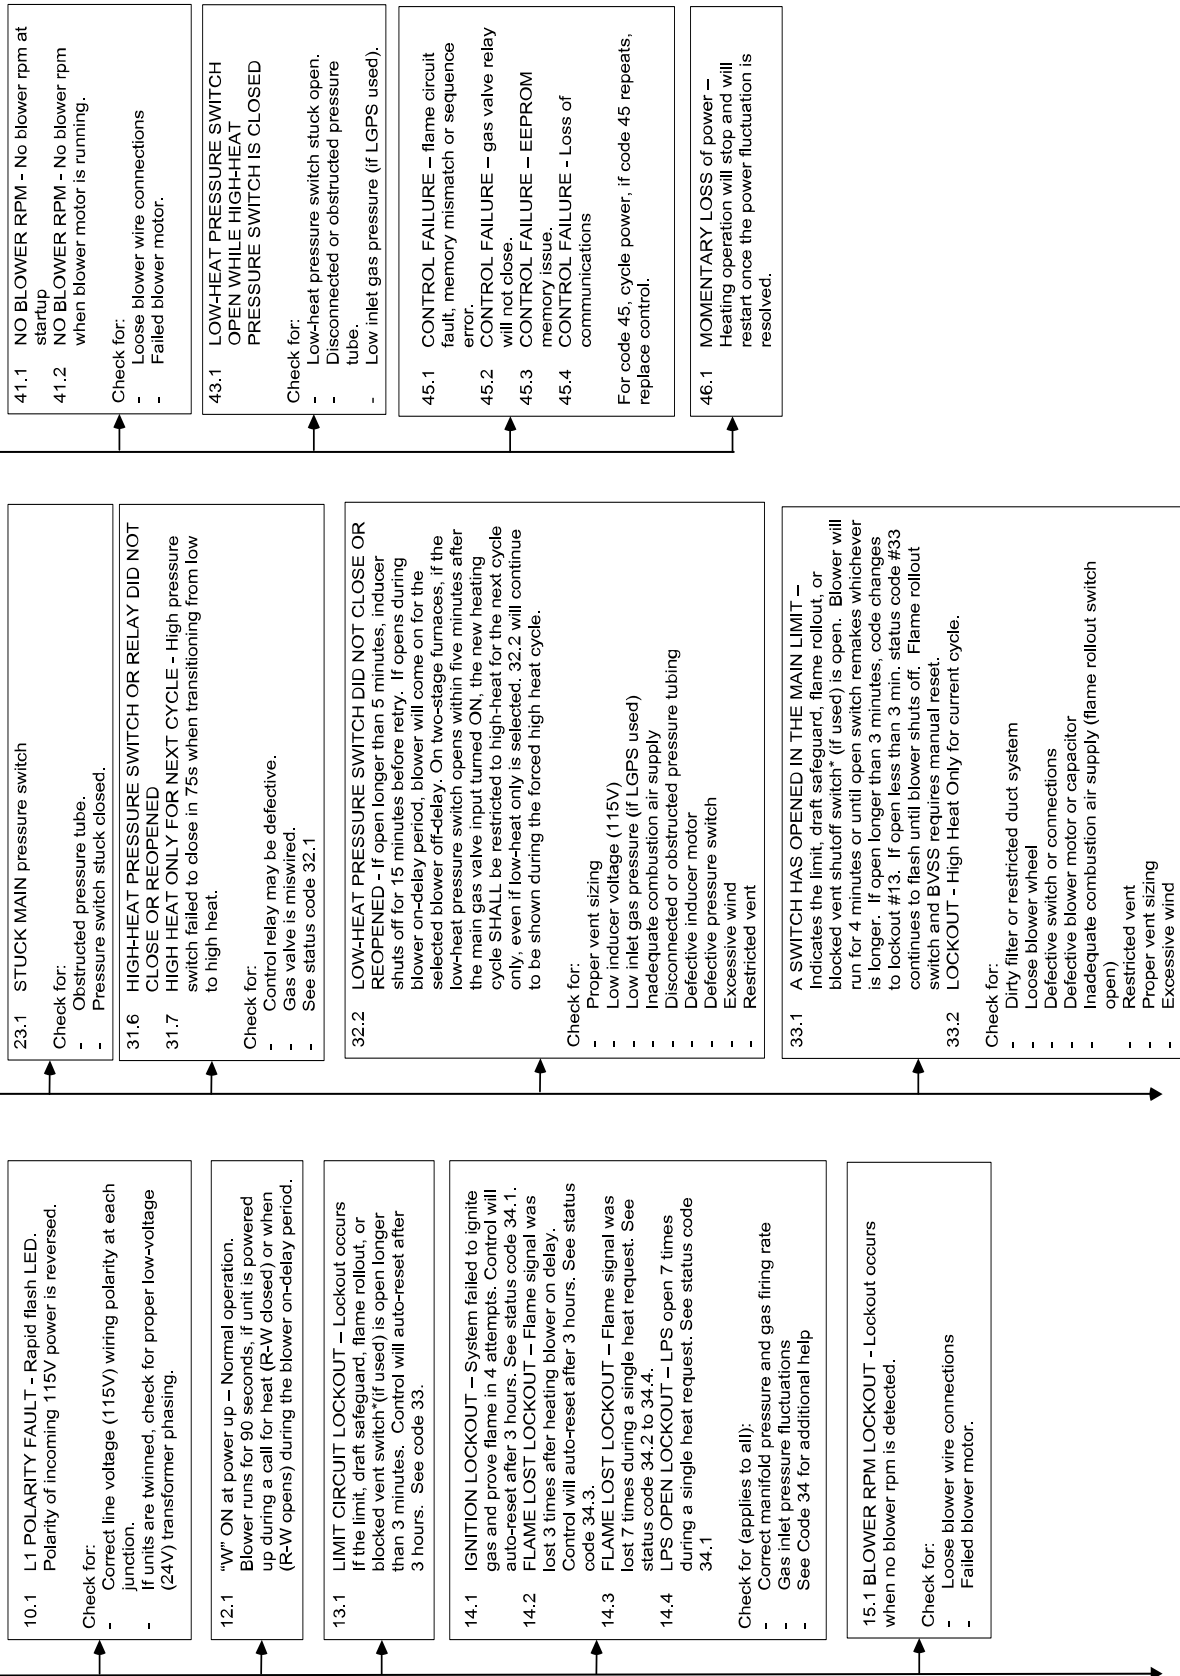 10.1 L1 POLARITY FAULT - Rapid flash LED.
Polarity of incoming 115V power is reversed.
Check for:
- Correct line voltage (115V) wiring polarity at each
junction.
- If units are twinned, check for proper low-voltage
(24V) transformer phasing.
12.1 "W" ON at power up – Normal operation.
Blower runs for 90 seconds, if unit is powered
up during a call for heat (R-W closed) or when
(R-W opens) during the blower on-delay period.
13.1 LIMIT CIRCUIT LOCKOUT – Lockout occurs
If the limit, draft safeguard, flame rollout, or
blocked vent switch*(if used) is open longer
than 3 minutes. Control will auto-reset after
3 hours. See code 33.
14.1 IGNITION LOCKOUT – System failed to ignite
gas and prove flame in 4 attempts. Control will
auto-reset after 3 hours. See status code 34.1.
14.2 FLAME LOST LOCKOUT – Flame signal was
lost 3 times after heating blower on delay.
Control will auto-reset after 3 hours. See status
code 34.3.
14.3 FLAME LOST LOCKOUT – Flame signal was
lost 7 times during a single heat request. See
status code 34.2 to 34.4.
14.4 LPS OPEN LOCKOUT – LPS open 7 times
during a single heat request. See status code
34.1
Check for (applies to all):
- Correct manifold pressure and gas firing rate
- Gas inlet pressure fluctuations
- See Code 34 for additional help
15.1 BLOWER RPM LOCKOUT - Lockout occurs
when no blower rpm is detected.
Check for:
- Loose blower wire connections
- Failed blower motor.
23.1 STUCK MAIN pressure switch
Check for:
- Obstructed pressure tube.
- Pressure switch stuck closed.
31.6 HIGH-HEAT PRESSURE SWITCH OR RELAY DID NOT
CLOSE OR REOPENED
31.7 HIGH HEAT ONLY FOR NEXT CYCLE - High pressure
switch failed to close in 75s when transitioning from low
to high heat.
Check for:
- Control relay may be defective.
- Gas valve is miswired.
- See status code 32.1
32.2 LOW-HEAT PRESSURE SWITCH DID NOT CLOSE OR
REOPENED - If open longer than 5 minutes, inducer
shuts off for 15 minutes before retry. If opens during
blower on-delay period, blower will come on for the
selected blower off-delay. On two-stage furnaces, if the
low-heat pressure switch opens within five minutes after
the main gas valve input turned ON, the new heating
cycle SHALL be restricted to high-heat for the next cycle
only, even if low-heat only is selected. 32.2 will continue
to be shown during the forced high heat cycle.
Check for:
- Proper vent sizing
- Low inducer voltage (115V)
- Low inlet gas pressure (if LGPS used)
- Inadequate combustion air supply
- Disconnected or obstructed pressure tubing
- Defective inducer motor
- Defective pressure switch
- Excessive wind
- Restricted vent
33.1 A SWITCH HAS OPENED IN THE MAIN LIMIT –
Indicates the limit, draft safeguard, flame rollout, or
blocked vent shutoff switch* (if used) is open. Blower will
run for 4 minutes or until open switch remakes whichever
is longer. If open longer than 3 minutes, code changes
to lockout #13. If open less than 3 min. status code #33
continues to flash until blower shuts off. Flame rollout
switch and BVSS requires manual reset.
33.2 LOCKOUT - High Heat Only for current cycle.
Check for:
- Dirty filter or restricted duct system
- Loose blower wheel
- Defective switch or connections
- Defective blower motor or capacitor
- Inadequate combustion air supply (flame rollout switch
open)
- Restricted vent
- Proper vent sizing
- Excessive wind
41.1 NO BLOWER RPM - No blower rpm at
startup
41.2 NO BLOWER RPM - No blower rpm
when blower motor is running.
Check for:
- Loose blower wire connections
- Failed blower motor.
43.1 LOW-HEAT PRESSURE SWITCH
OPEN WHILE HIGH-HEAT
PRESSURE SWITCH IS CLOSED
Check for:
- Low-heat pressure switch stuck open.
- Disconnected or obstructed pressure
tube.
- Low inlet gas pressure (if LGPS used).
45.1 CONTROL FAILURE – flame circuit
fault, memory mismatch or sequence
error.
45.2 CONTROL FAILURE – gas valve relay
will not close.
45.3 CONTROL FAILURE – EEPROM
memory issue.
45.4 CONTROL FAILURE - Loss of
communications
For code 45, cycle power, if code 45 repeats,
replace control.
46.1 MOMENTARY LOSS of power –
Heating operation will stop and will
restart once the power fluctuation is
resolved.